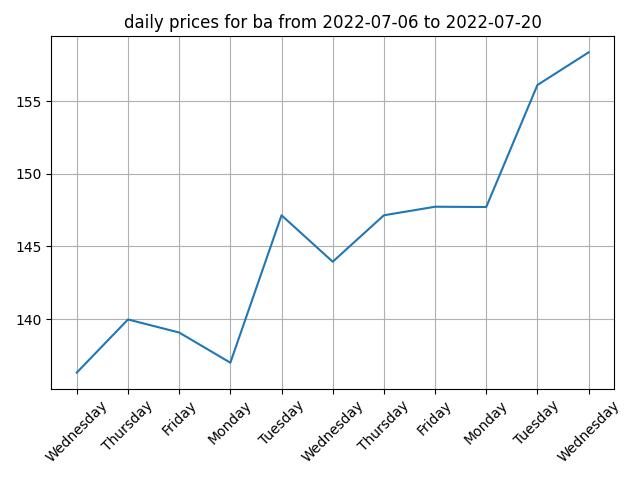 daily prices for ba from 2022-07-06 to 2022-07-20
155
150
145
140
Wednesday
Thursday
Friday
Monday
Tuesday
Wednesday
Thursday
Friday
Monday
Tuesday
Wednesday